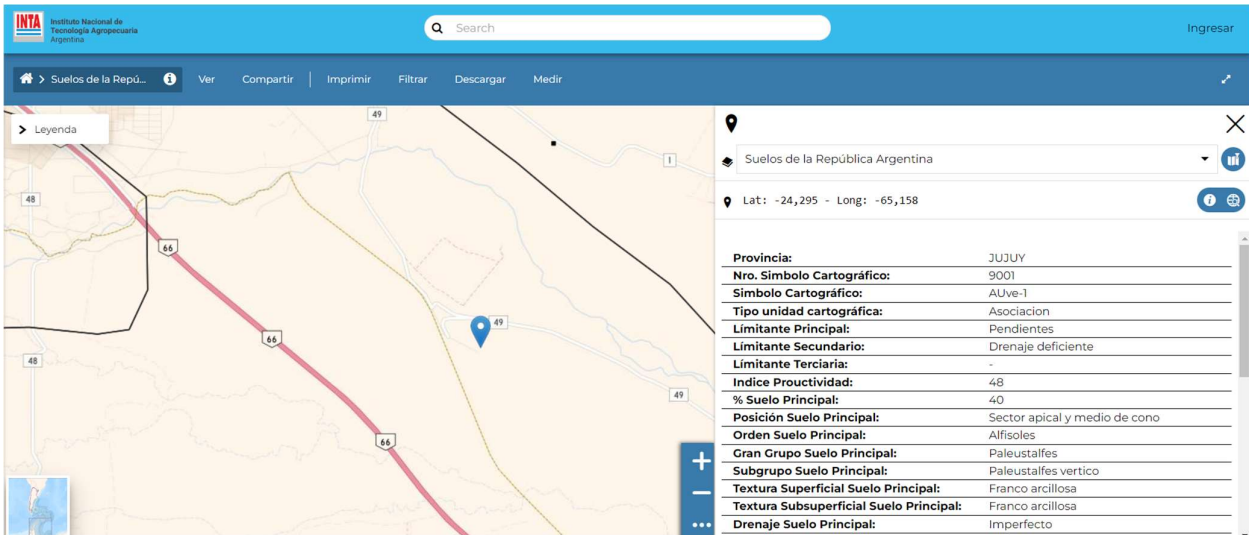 INTA
Instituto Nacional de
Tecnología Agropecuaria
Argentina
Search
Ingresar
Suelos de la Repú...
Ver
Compartir
Imprimir
Filtrar
Descargar
Medir
Leyenda
49
1
48
66
49
66
48
49
66
Suelos de la República Argentina
Lat: -24,295 - Long: -65,158
Provincia: JUJUY
Nro. Simbolo Cartográfico: 9001
Simbolo Cartográfico: AUve-1
Tipo unidad cartográfica: Asociacion
Límitante Principal: Pendientes
Límitante Secundario: Drenaje deficiente
Límitante Terciaria: -
Indice Prouctividad: 48
% Suelo Principal: 40
Posición Suelo Principal: Sector apical y medio de cono
Orden Suelo Principal: Alfisoles
Gran Grupo Suelo Principal: Paleustalfes
Subgrupo Suelo Principal: Paleustalfes vertico
Textura Superficial Suelo Principal: Franco arcillosa
Textura Subsuperficial Suelo Principal: Franco arcillosa
Drenaje Suelo Principal: Imperfecto